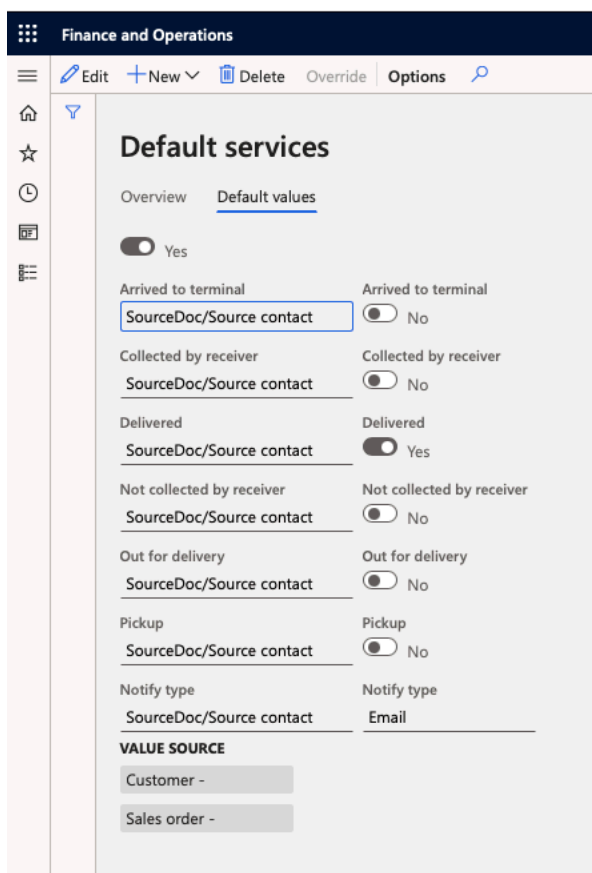 Finance and Operations
Edit New Delete Override Options
Default services
Overview Default values
Yes
Arrived to terminal Arrived to terminal
SourceDoc/Source contact No
Collected by receiver Collected by receiver
SourceDoc/Source contact No
Delivered Delivered
SourceDoc/Source contact Yes
Not collected by receiver Not collected by receiver
SourceDoc/Source contact No
Out for delivery Out for delivery
SourceDoc/Source contact No
Pickup Pickup
SourceDoc/Source contact No
Notify type Notify type
SourceDoc/Source contact Email
VALUE SOURCE
Customer -
Sales order -